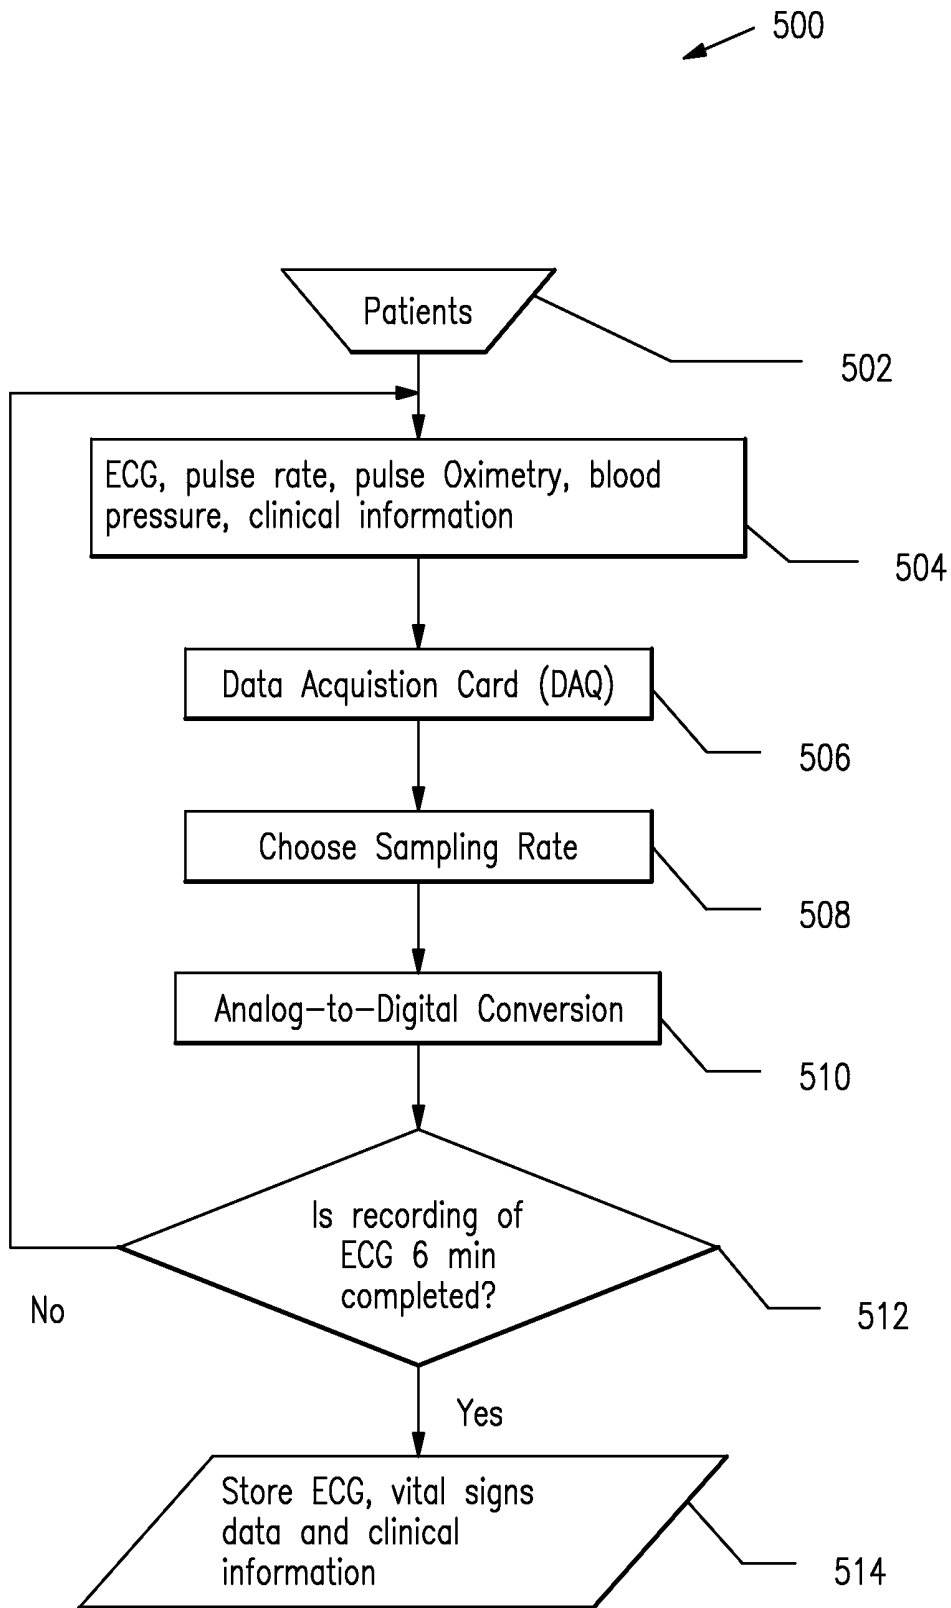 500
Patients
502
ECG, pulse rate, pulse Oximetry, blood
pressure, clinical information
504
Data Acquistion Card (DAQ)
506
Choose Sampling Rate
508
Analog-to-Digital Conversion
510
Is recording of
ECG 6 min
completed?
No
512
Yes
Store ECG, vital signs
data and clinical
information
514